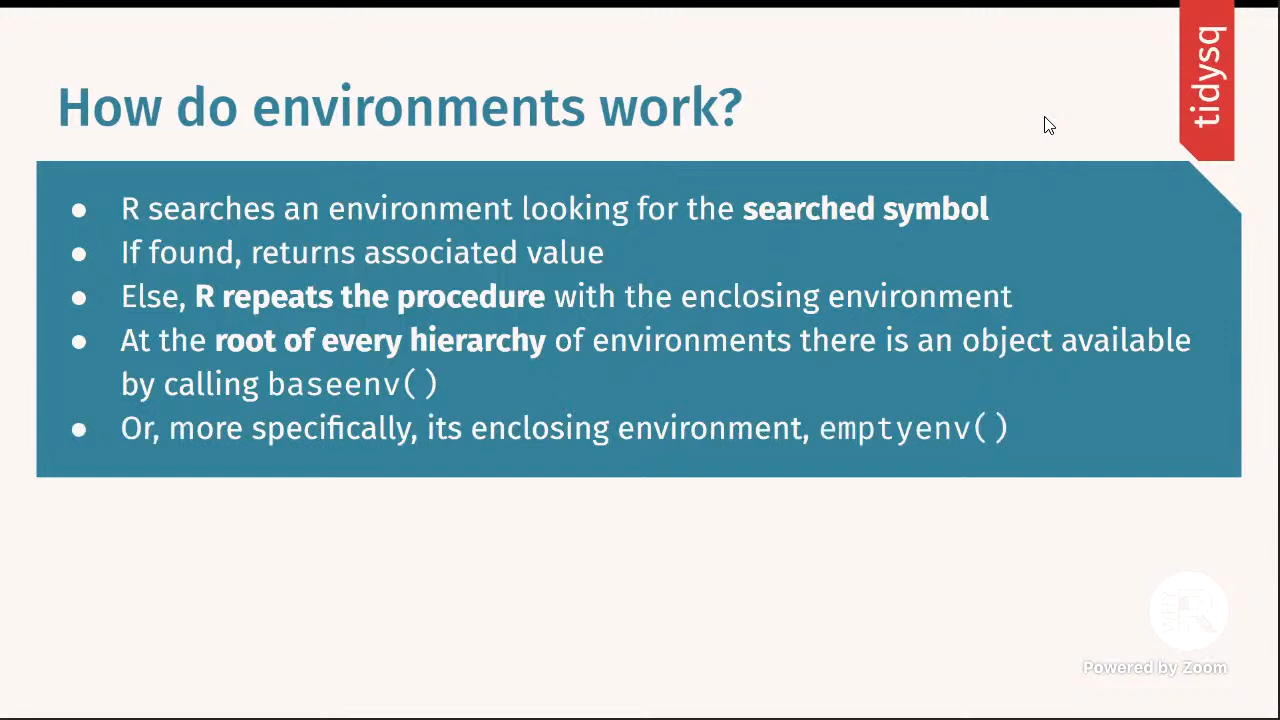 tidysq
How do environments work?
● R searches an environment looking for the searched symbol
● If found, returns associated value
● Else, R repeats the procedure with the enclosing environment
● At the root of every hierarchy of environments there is an object available
by calling baseenv()
● Or, more specifically, its enclosing environment, emptyenv()
Powered by Zoom